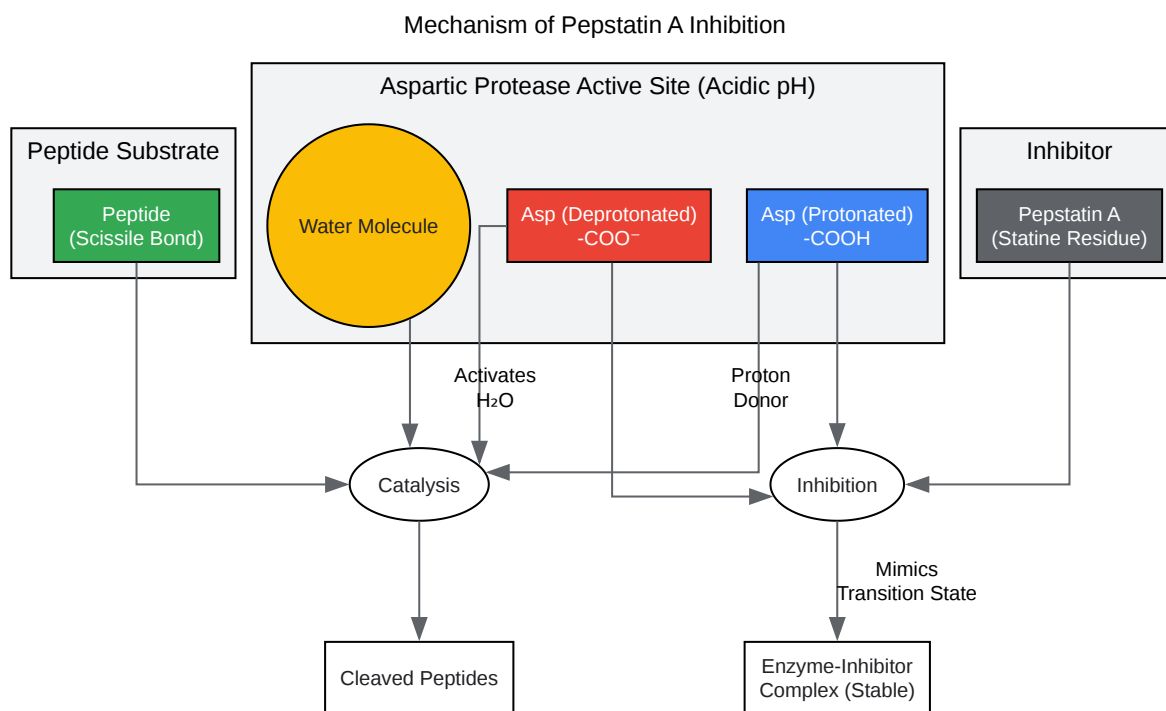 Mechanism of Pepstatin A Inhibition
Aspartic Protease Active Site (Acidic pH)
Peptide Substrate
Inhibitor
Peptide
(Scissile Bond)
Water Molecule
Asp (Deprotonated)
-COO⁻
Asp (Protonated)
-COOH
Pepstatin A
(Statine Residue)
Activates
H₂O
Proton
Donor
Catalysis
Inhibition
Mimics
Transition State
Cleaved Peptides
Enzyme-Inhibitor
Complex (Stable)